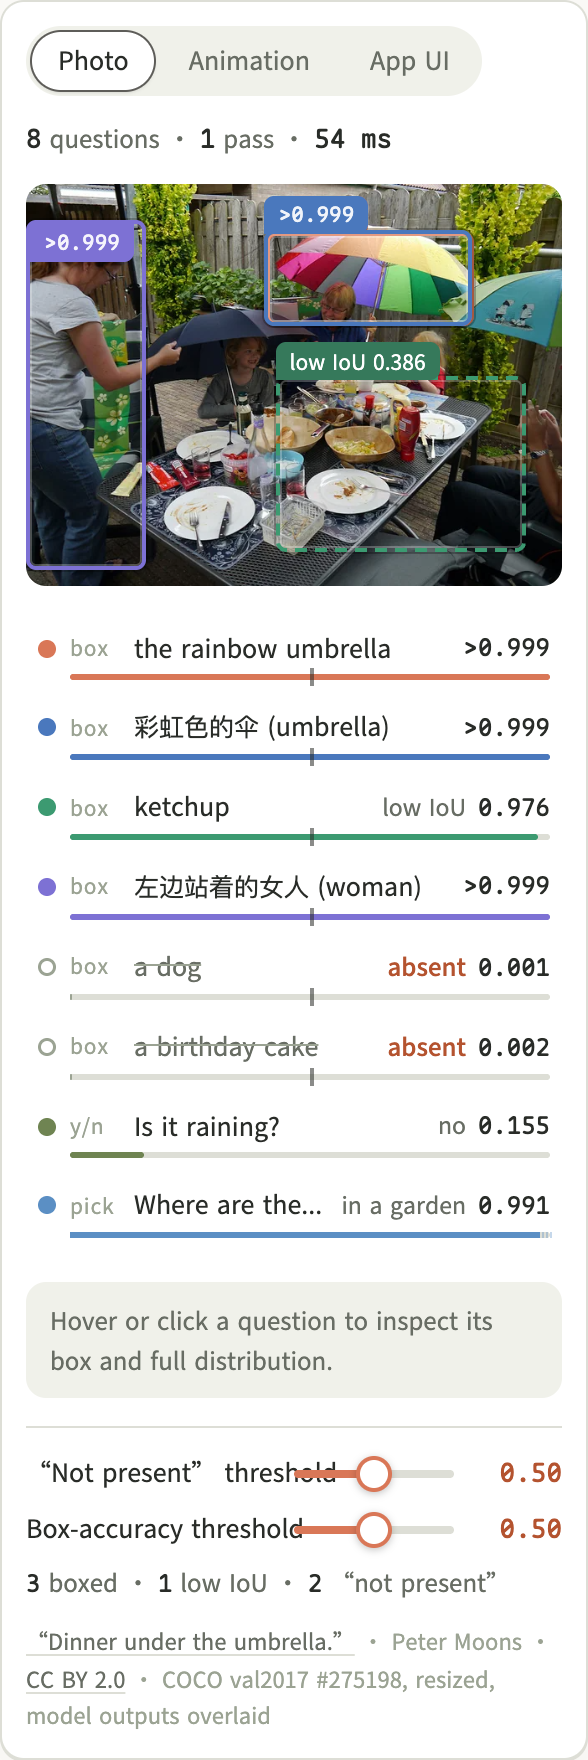 Photo Animation App UI
8 questions • 1 pass • 54 ms
>0.999
>0.999
low IoU 0.386
box the rainbow umbrella >0.999
box 彩虹色的伞 (umbrella) >0.999
box ketchup low IoU 0.976
box 左边站着的女人 (woman) >0.999
box a dog absent 0.001
box a birthday cake absent 0.002
y/n Is it raining? no 0.155
pick Where are the... in a garden 0.991
Hover or click a question to inspect its
box and full distribution.
“Not present” threshold 0.50
Box-accuracy threshold 0.50
3 boxed • 1 low IoU • 2 “not present”
“Dinner under the umbrella.” • Peter Moons •
CC BY 2.0 • COCO val2017 #275198, resized,
model outputs overlaid